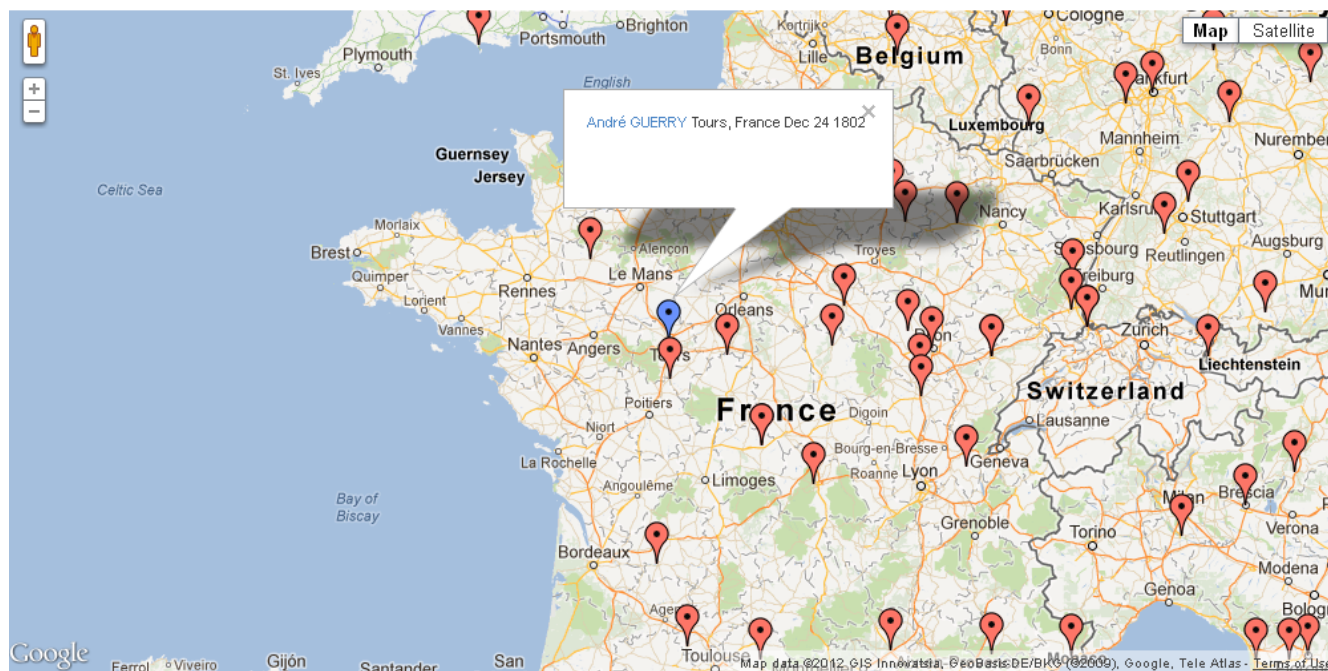 Brighton
Portsmouth
Plymouth
St. Ives
English
Kortrijk
Lille
Belgium
Cologne
Bonn
Map
Satellite
+
−
André GUERRY Tours, France Dec 24 1802
×
Luxembourg
Mannheim
Saarbrücken
Nuremberg
Guernsey
Jersey
Celtic Sea
Morlaix
Brest
Quimper
Lorient
Vannes
Rennes
Alençon
Le Mans
Troyes
Nancy
Stuttgart
Reutlingen
Augsburg
Orleans
Nantes
Angers
Tours
Zurich
Liechtenstein
Switzerland
Lausanne
Geneva
France
Poitiers
Niort
La Rochelle
Digoin
Bourg-en-Bresse
Roanne
Lyon
Angoulême
Limoges
Bay of
Biscay
Grenoble
Milan
Brescia
Verona
Torino
Modena
Genoa
Bordeaux
Toulouse
Monaco
Google
Ferrol
Viveiro
Gijón
Santander
San
Map data ©2012 GIS Innovatsia, GeoBasis-DE/BKG (©2009), Google, Tele Atlas - Terms of Use